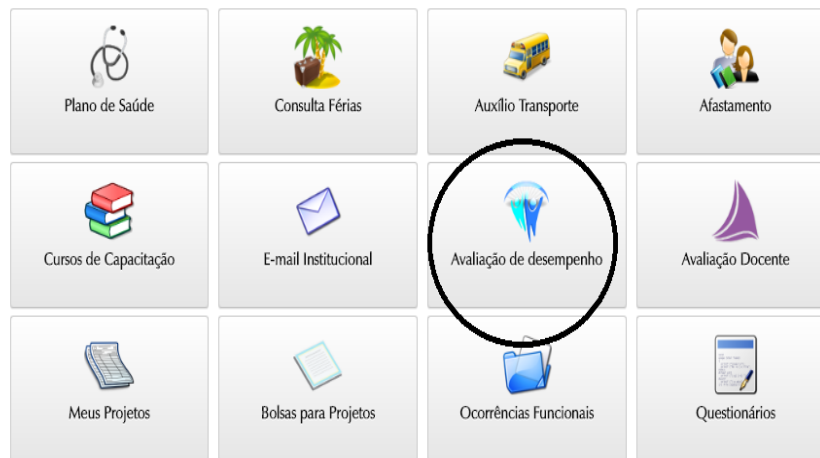 Plano de Saúde
Consulta Férias
Auxílio Transporte
Afastamento
Cursos de Capacitação
E-mail Institucional
Avaliação de desempenho
Avaliação Docente
Meus Projetos
Bolsas para Projetos
Ocorrências Funcionais
Questionários